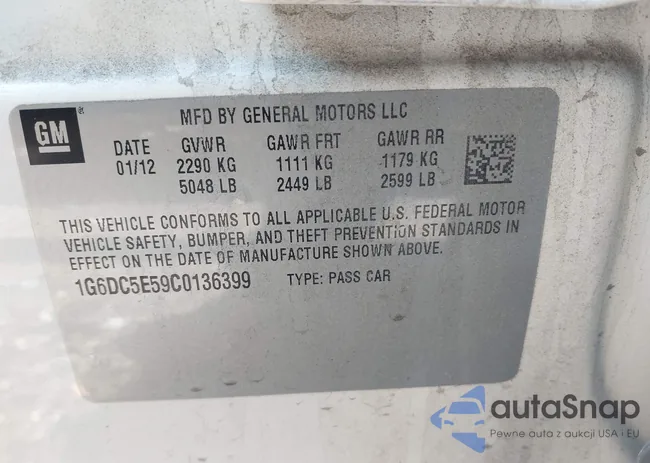 GM
MFD BY GENERAL MOTORS LLC
DATE GVWR GAWR FRT GAWR RR
01/12 2290 KG 1111 KG 1179 KG
5048 LB 2449 LB 2599 LB
THIS VEHICLE CONFORMS TO ALL APPLICABLE U.S. FEDERAL MOTOR
VEHICLE SAFETY, BUMPER, AND THEFT PREVENTION STANDARDS IN
EFFECT ON THE DATE OF MANUFACTURE SHOWN ABOVE.
1G6DC5E59C0136399 TYPE: PASS CAR
autaSnap
Pewne auta z aukcji USA i EU